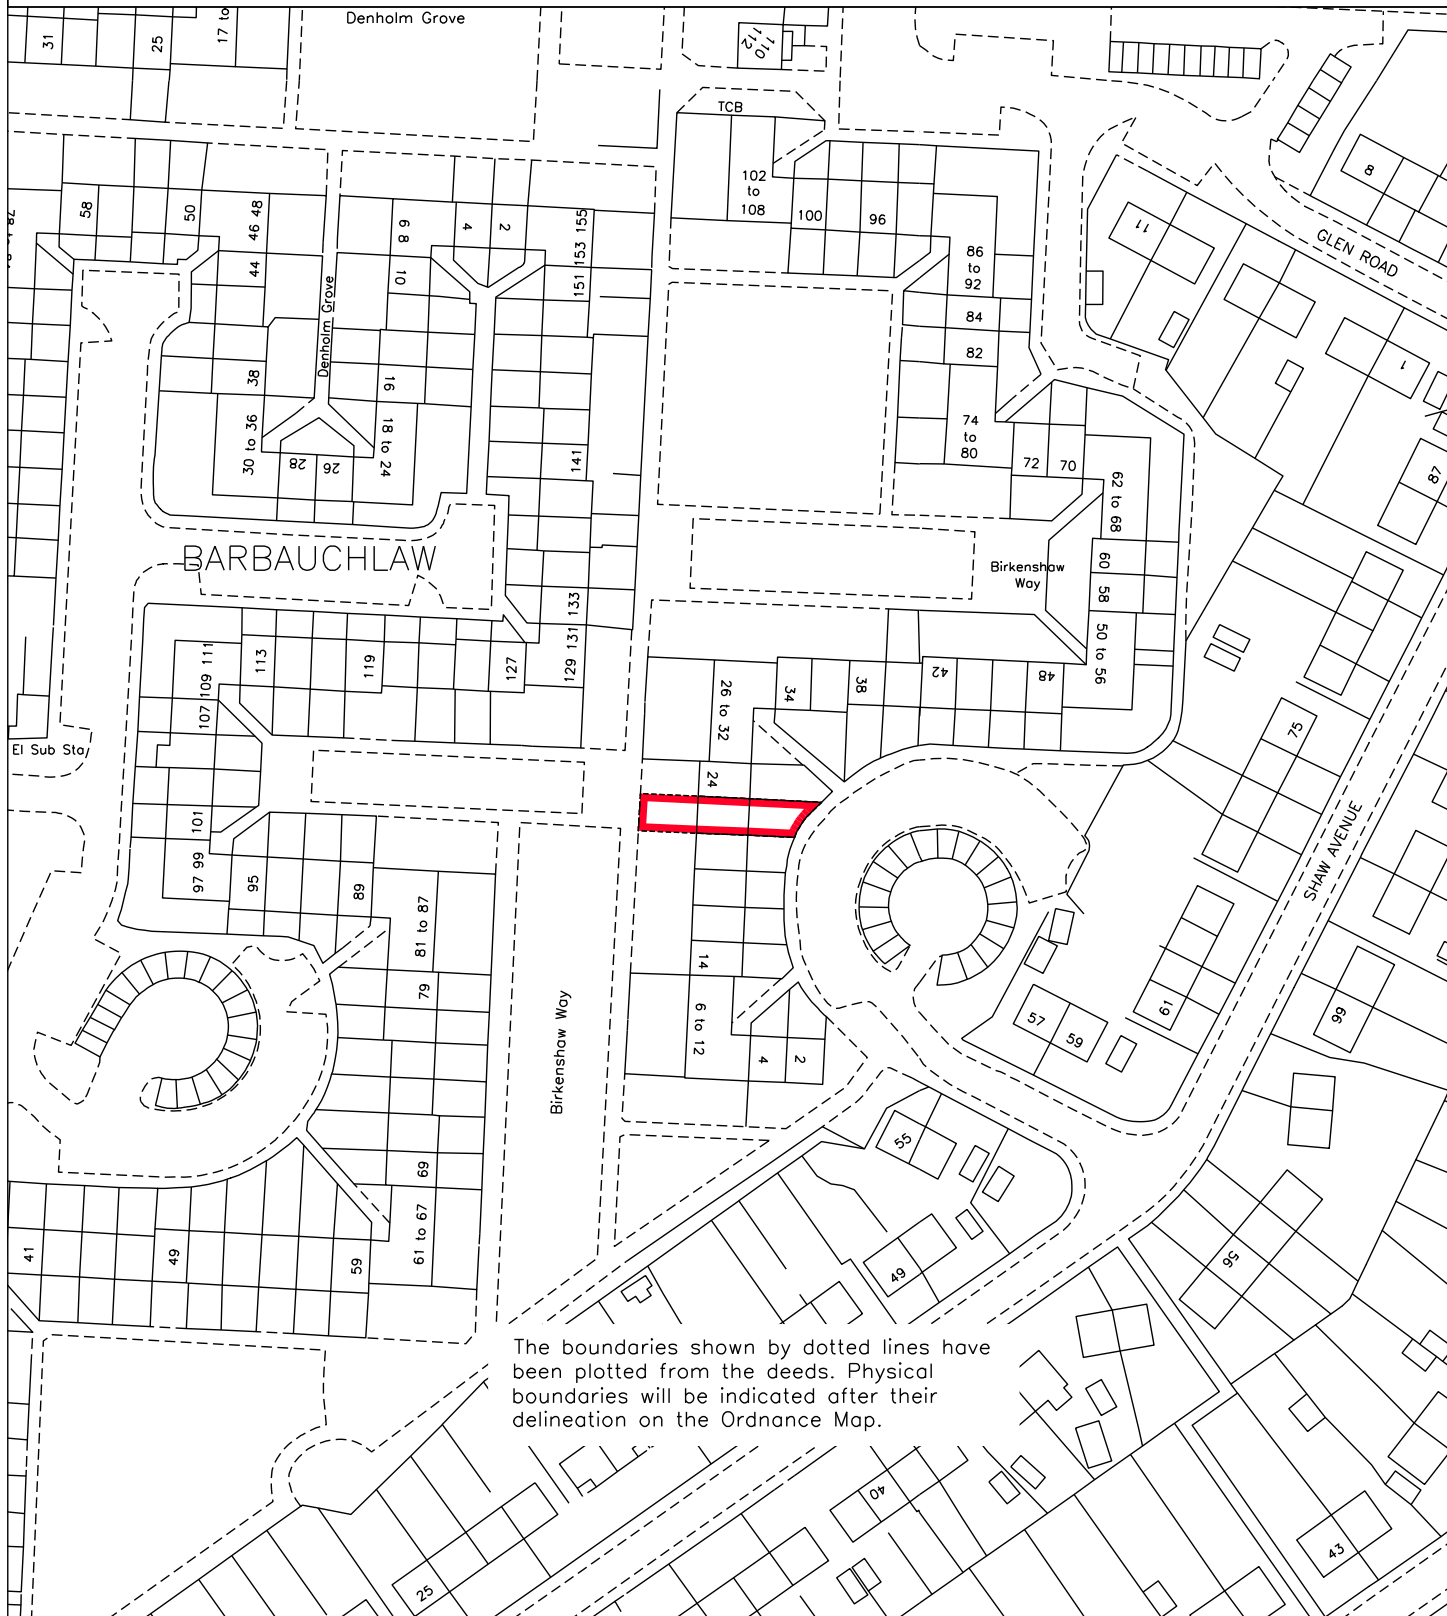 Denholm Grove
31
25
17 to
110
112
TCB
8
GLEN ROAD
11
1
87
58
50
46 48
44
38
30 to 36
28
26
Denholm Grove
6 8
10
16
18 to 24
4
2
151 153 155
141
102
to
108
100
96
86
to
92
84
82
74
to
80
72
70
62 to 68
60
58
50 to 56
Birkenshaw
Way
BARBAUCHLAW
129 131 133
107 109 111
113
119
127
26 to 32
34
38
42
48
75
El Sub Sta
24
101
97 99
95
89
81 to 87
79
14
6 to 12
4
2
SHAW AVENUE
61
57
59
99
Birkenshaw Way
69
61 to 67
55
49
56
41
49
59
The boundaries shown by dotted lines have
been plotted from the deeds. Physical
boundaries will be indicated after their
delineation on the Ordnance Map.
40
43
25